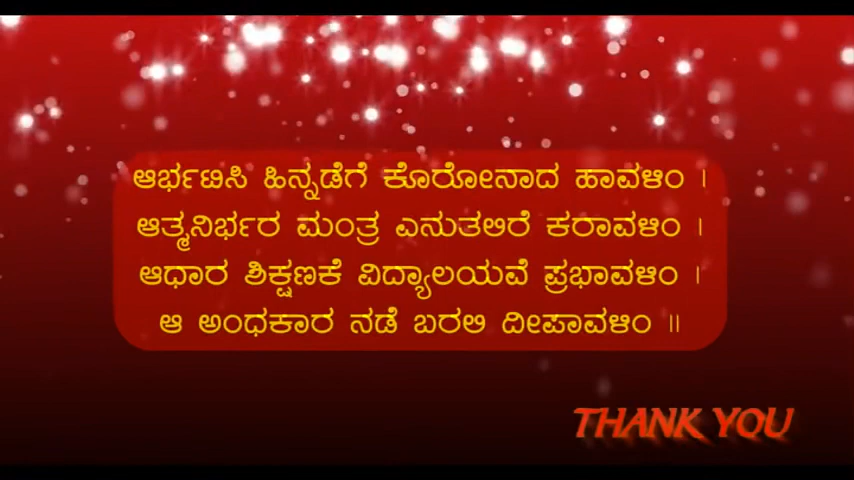 ಆರ್ಭಟಿಸಿ ಹಿನ್ನಡೆಗೆ ಕೊರೋನಾದ ಹಾವಳಿಂ ।
ಆತ್ಮನಿರ್ಭರ ಮಂತ್ರ ಎನುತಲಿರೆ ಕರಾವಳಿಂ ।
ಆಧಾರ ಶಿಕ್ಷಣಕೆ ವಿದ್ಯಾಲಯವೆ ಪ್ರಭಾವಳಿಂ ।
ಆ ಅಂಧಕಾರ ನಡೆ ಬರಲಿ ದೀಪಾವಳಿಂ ॥
THANK YOU